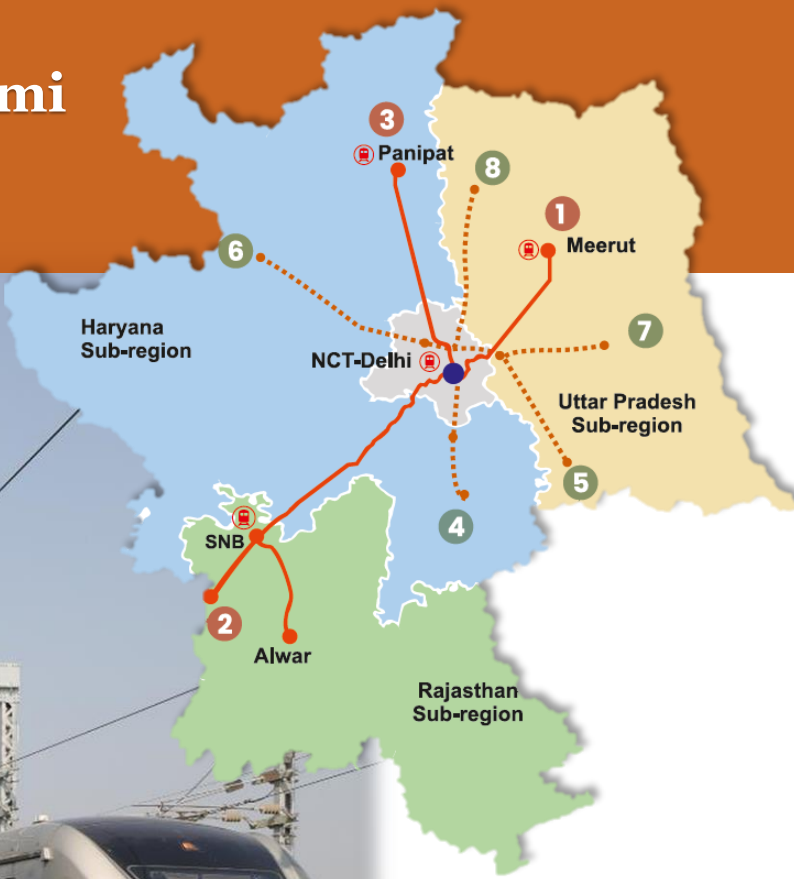 mi
3
Panipat
8
1
Meerut
6
Haryana
Sub-region
NCT-Delhi
7
Uttar Pradesh
Sub-region
5
4
SNB
2
Alwar
Rajasthan
Sub-region